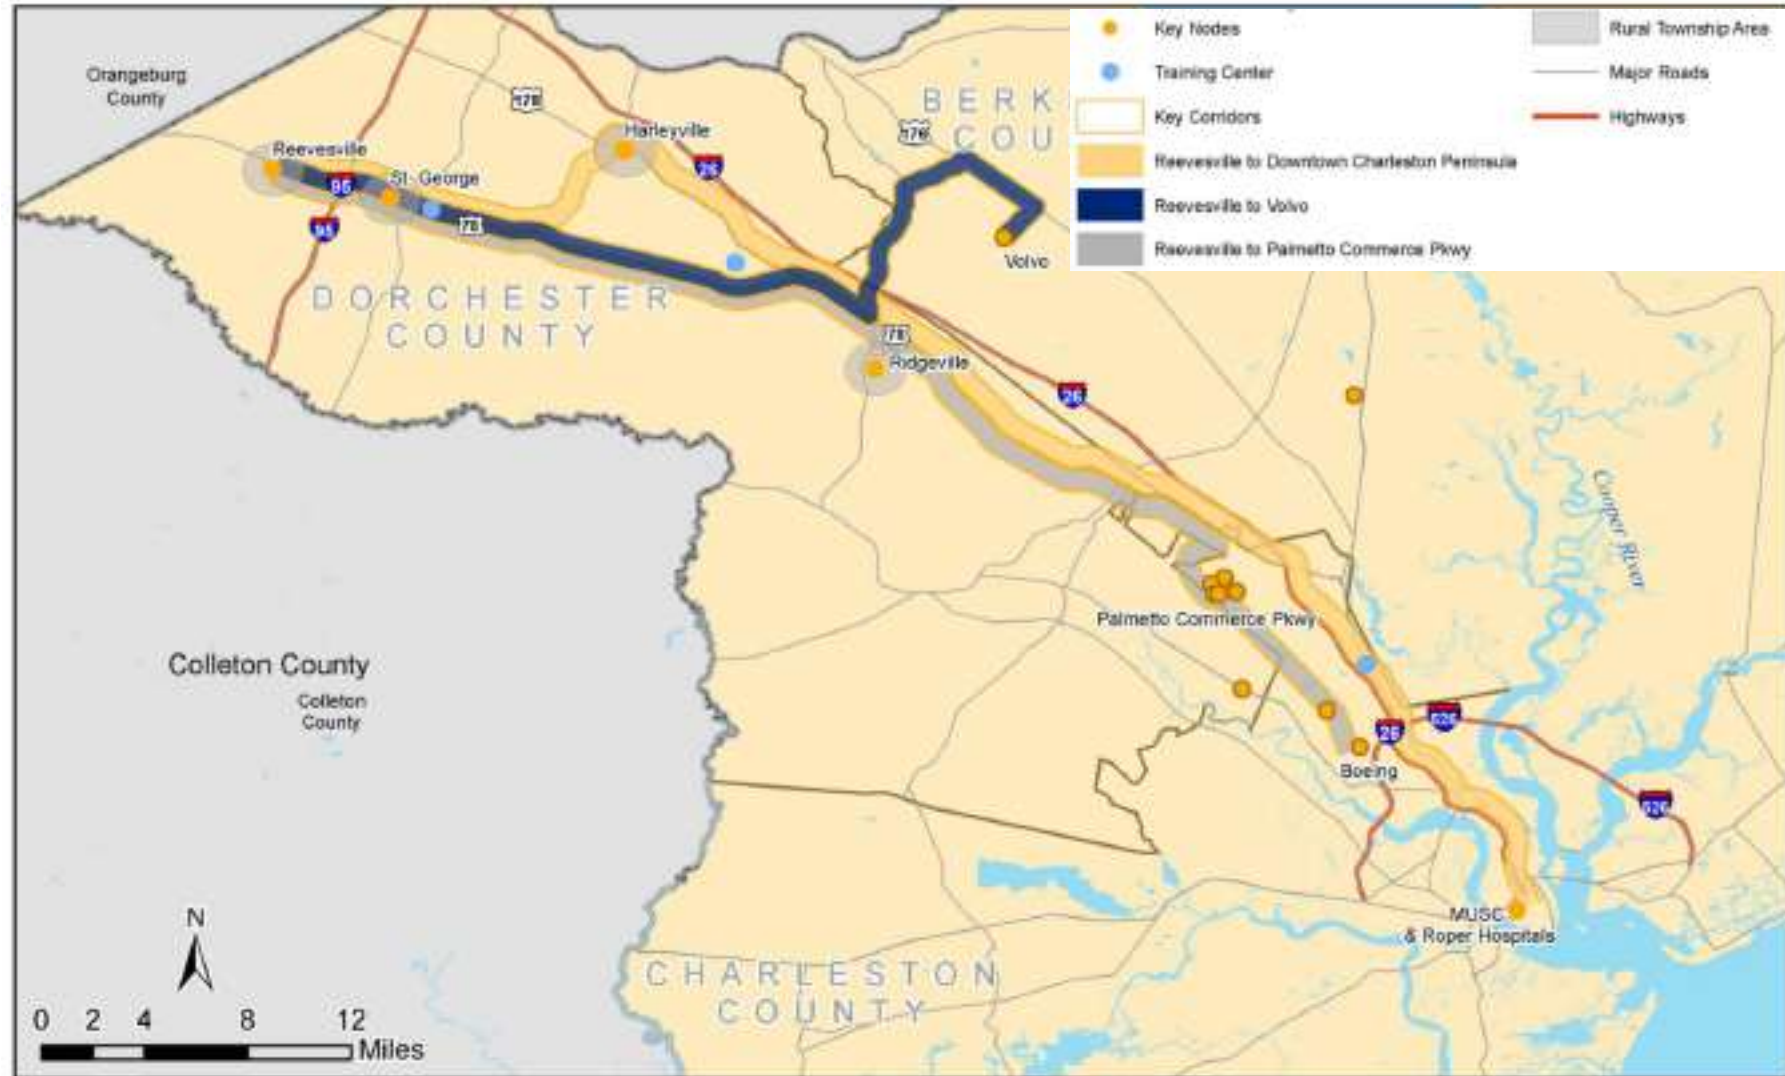 Key Nodes
Training Center
Key Corridors
Reevesville to Downtown Charleston Peninsula
Reevesville to Volvo
Reevesville to Palmetto Commerce Pkwy
Rural Township Area
Major Roads
Highways
Orangeburg
County
178
Harleyville
BERK
COU
176
Reevesville
95
St. George
26
78
95
Volvo
DORCHESTER
COUNTY
78
Ridgeville
26
Cooper River
Palmetto Commerce Pkwy
Colleton County
Colleton
County
26
526
Boeing
526
MUSC
& Roper Hospitals
N
CHARLESTON
COUNTY
0 2 4 8 12
Miles